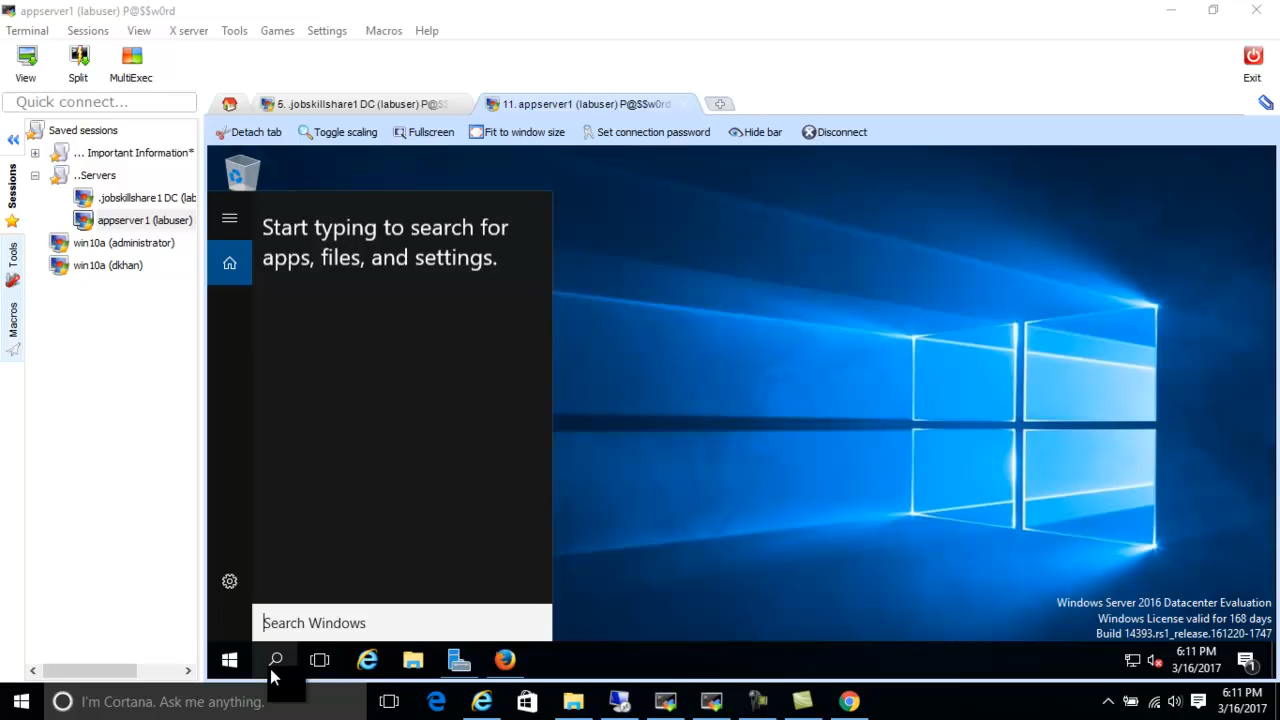 appserver1 (labuser) P@$$w0rd
Terminal Sessions View X server Tools Games Settings Macros Help
View Split MultiExec Exit
Quick connect...
5. .jobskillshare1 DC (labuser) P@$$ 11. appserver1 (labuser) P@$$w0rd
Detach tab Toggle scaling Fullscreen Fit to window size Set connection password Hide bar Disconnect
Sessions
Tools
Macros
Saved sessions
... Important Information*
..Servers
.jobskillshare1 DC (lab
appserver1 (labuser)
win10a (administrator)
win10a (dkhan)
Start typing to search for
apps, files, and settings.
Search Windows
Windows Server 2016 Datacenter Evaluation
Windows License valid for 168 days
Build 14393.rs1_release.161220-1747
6:11 PM
3/16/2017
1
I'm Cortana. Ask me anything.
6:11 PM
3/16/2017